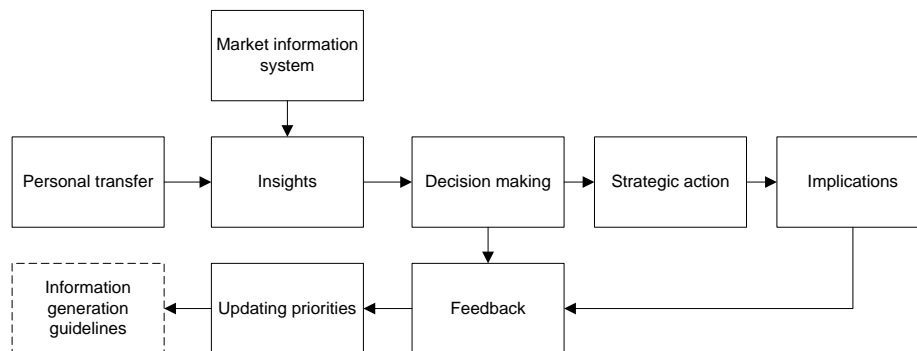 Market information
system
Personal transfer
Insights
Decision making
Strategic action
Implications
Information
generation
guidelines
Updating priorities
Feedback